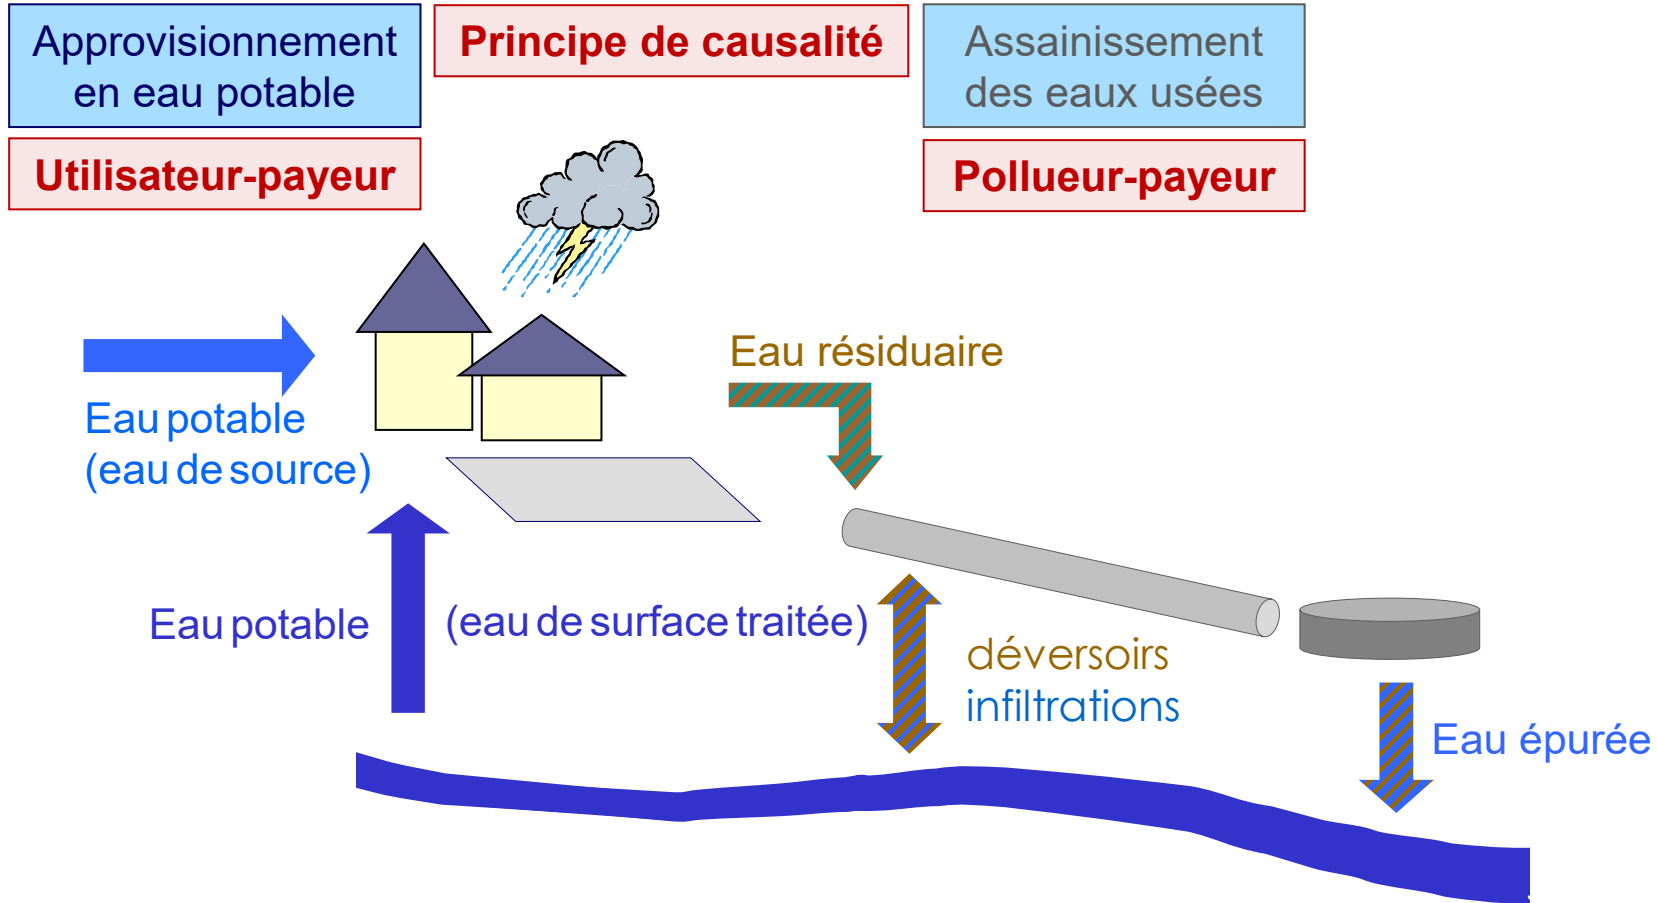 Approvisionnement
en eau potable
Principe de causalité
Assainissement
des eaux usées
Utilisateur-payeur
Pollueur-payeur
Eau résiduaire
Eau potable
(eau de source)
Eau potable
(eau de surface traitée)
déversoirs
infiltrations
Eau épurée